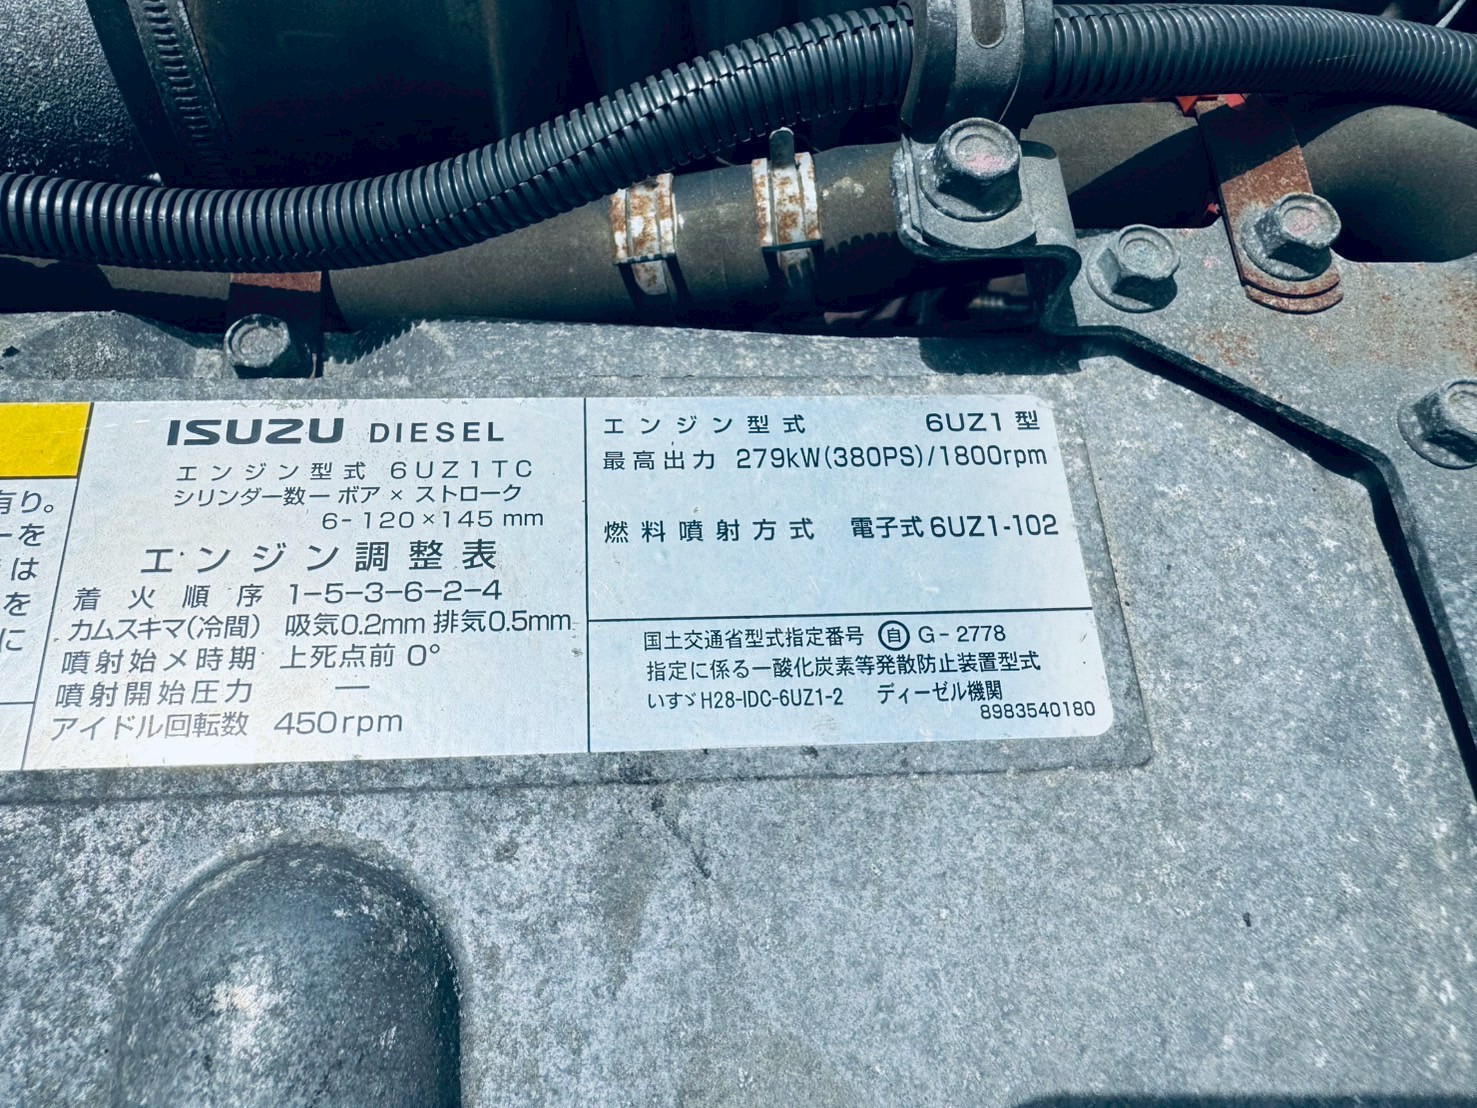 有り。
ーを
は
を
に
ISUZU DIESEL
エンジン型式 6UZ1TC
シリンダー数ー ボア × ストローク
6-120×145 mm
エンジン調整表
着火順序 1-5-3-6-2-4
カムスキマ(冷間) 吸気0.2mm 排気0.5mm
噴射始メ時期 上死点前 0°
噴射開始圧力 —
アイドル回転数 450rpm
エンジン型式 6UZ1型
最高出力 279kW(380PS)/1800rpm
燃料噴射方式 電子式 6UZ1-102
国土交通省型式指定番号 ㊀自 G-2778
指定に係る一酸化炭素等発散防止装置型式
いすゞH28-IDC-6UZ1-2 ディーゼル機関
8983540180